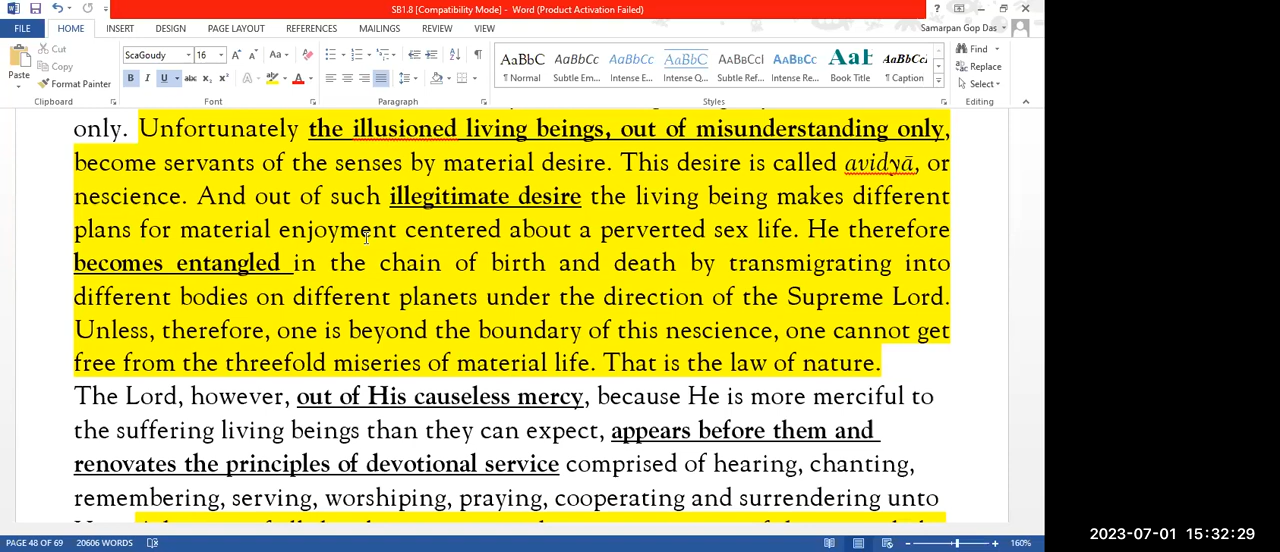 SB1.8 [Compatibility Mode] - Word (Product Activation Failed)
FILE HOME INSERT DESIGN PAGE LAYOUT REFERENCES MAILINGS REVIEW VIEW Samarpan Gop Das
Paste Cut Copy Format Painter
ScaGoudy 16
AaBbC AaBbCc AaBbCc AaBbCc AaBbCc AaBbCc AaBl AaBbCc
¶ Normal Subtle Em... Intense E... Intense Q... Subtle Ref... Intense Re... Book Title ¶ Caption
Find Replace Select
Clipboard Font Paragraph Styles Editing
only. Unfortunately the illusioned living beings, out of misunderstanding only,
become servants of the senses by material desire. This desire is called avidyā, or
nescience. And out of such illegitimate desire the living being makes different
plans for material enjoyment centered about a perverted sex life. He therefore
becomes entangled in the chain of birth and death by transmigrating into
different bodies on different planets under the direction of the Supreme Lord.
Unless, therefore, one is beyond the boundary of this nescience, one cannot get
free from the threefold miseries of material life. That is the law of nature.
The Lord, however, out of His causeless mercy, because He is more merciful to
the suffering living beings than they can expect, appears before them and
renovates the principles of devotional service comprised of hearing, chanting,
remembering, serving, worshiping, praying, cooperating and surrendering unto
PAGE 48 OF 69 20606 WORDS 160%
2023-07-01 15:32:29